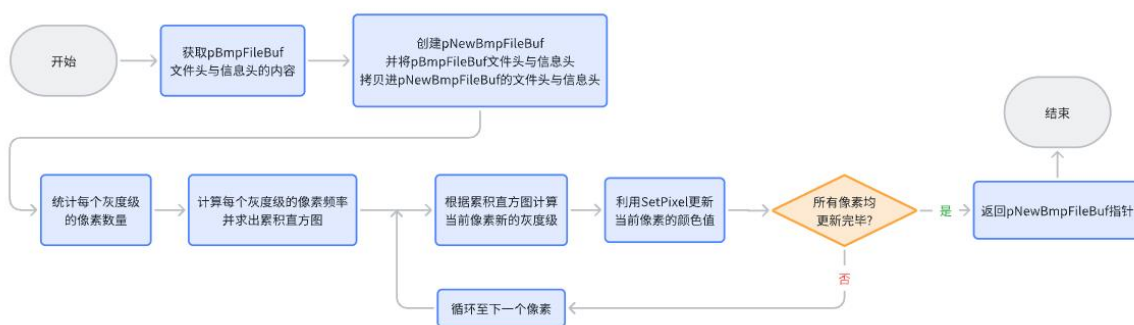 开始
获取pBmpFileBuf
文件头与信息头的内容
创建pNewBmpFileBuf
并将pBmpFileBuf文件头与信息头
拷贝进pNewBmpFileBuf的文件头与信息头
结束
统计每个灰度级
的像素数量
计算每个灰度级的像素频率
并求出累积直方图
根据累积直方图计算
当前像素新的灰度级
利用SetPixel更新
当前像素的颜色值
所有像素均
更新完毕?
是
返回pNewBmpFileBuf指针
否
循环至下一个像素